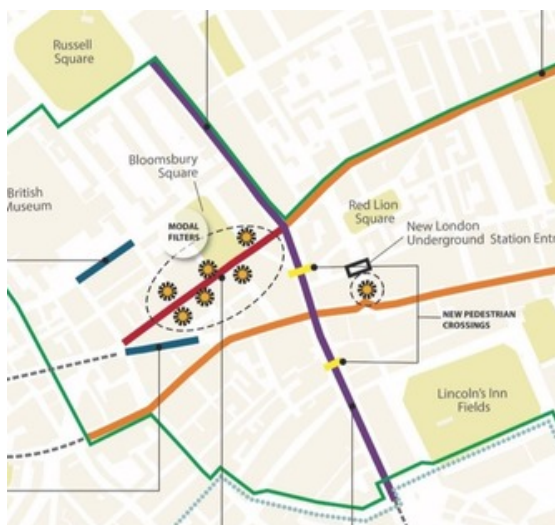 Russell
Square
Bloomsbury
Square
British
Museum
MODAL
FILTERS
Red Lion
Square
New London
Underground Station Entr
NEW PEDESTRIAN
CROSSINGS
Lincoln's Inn
Fields